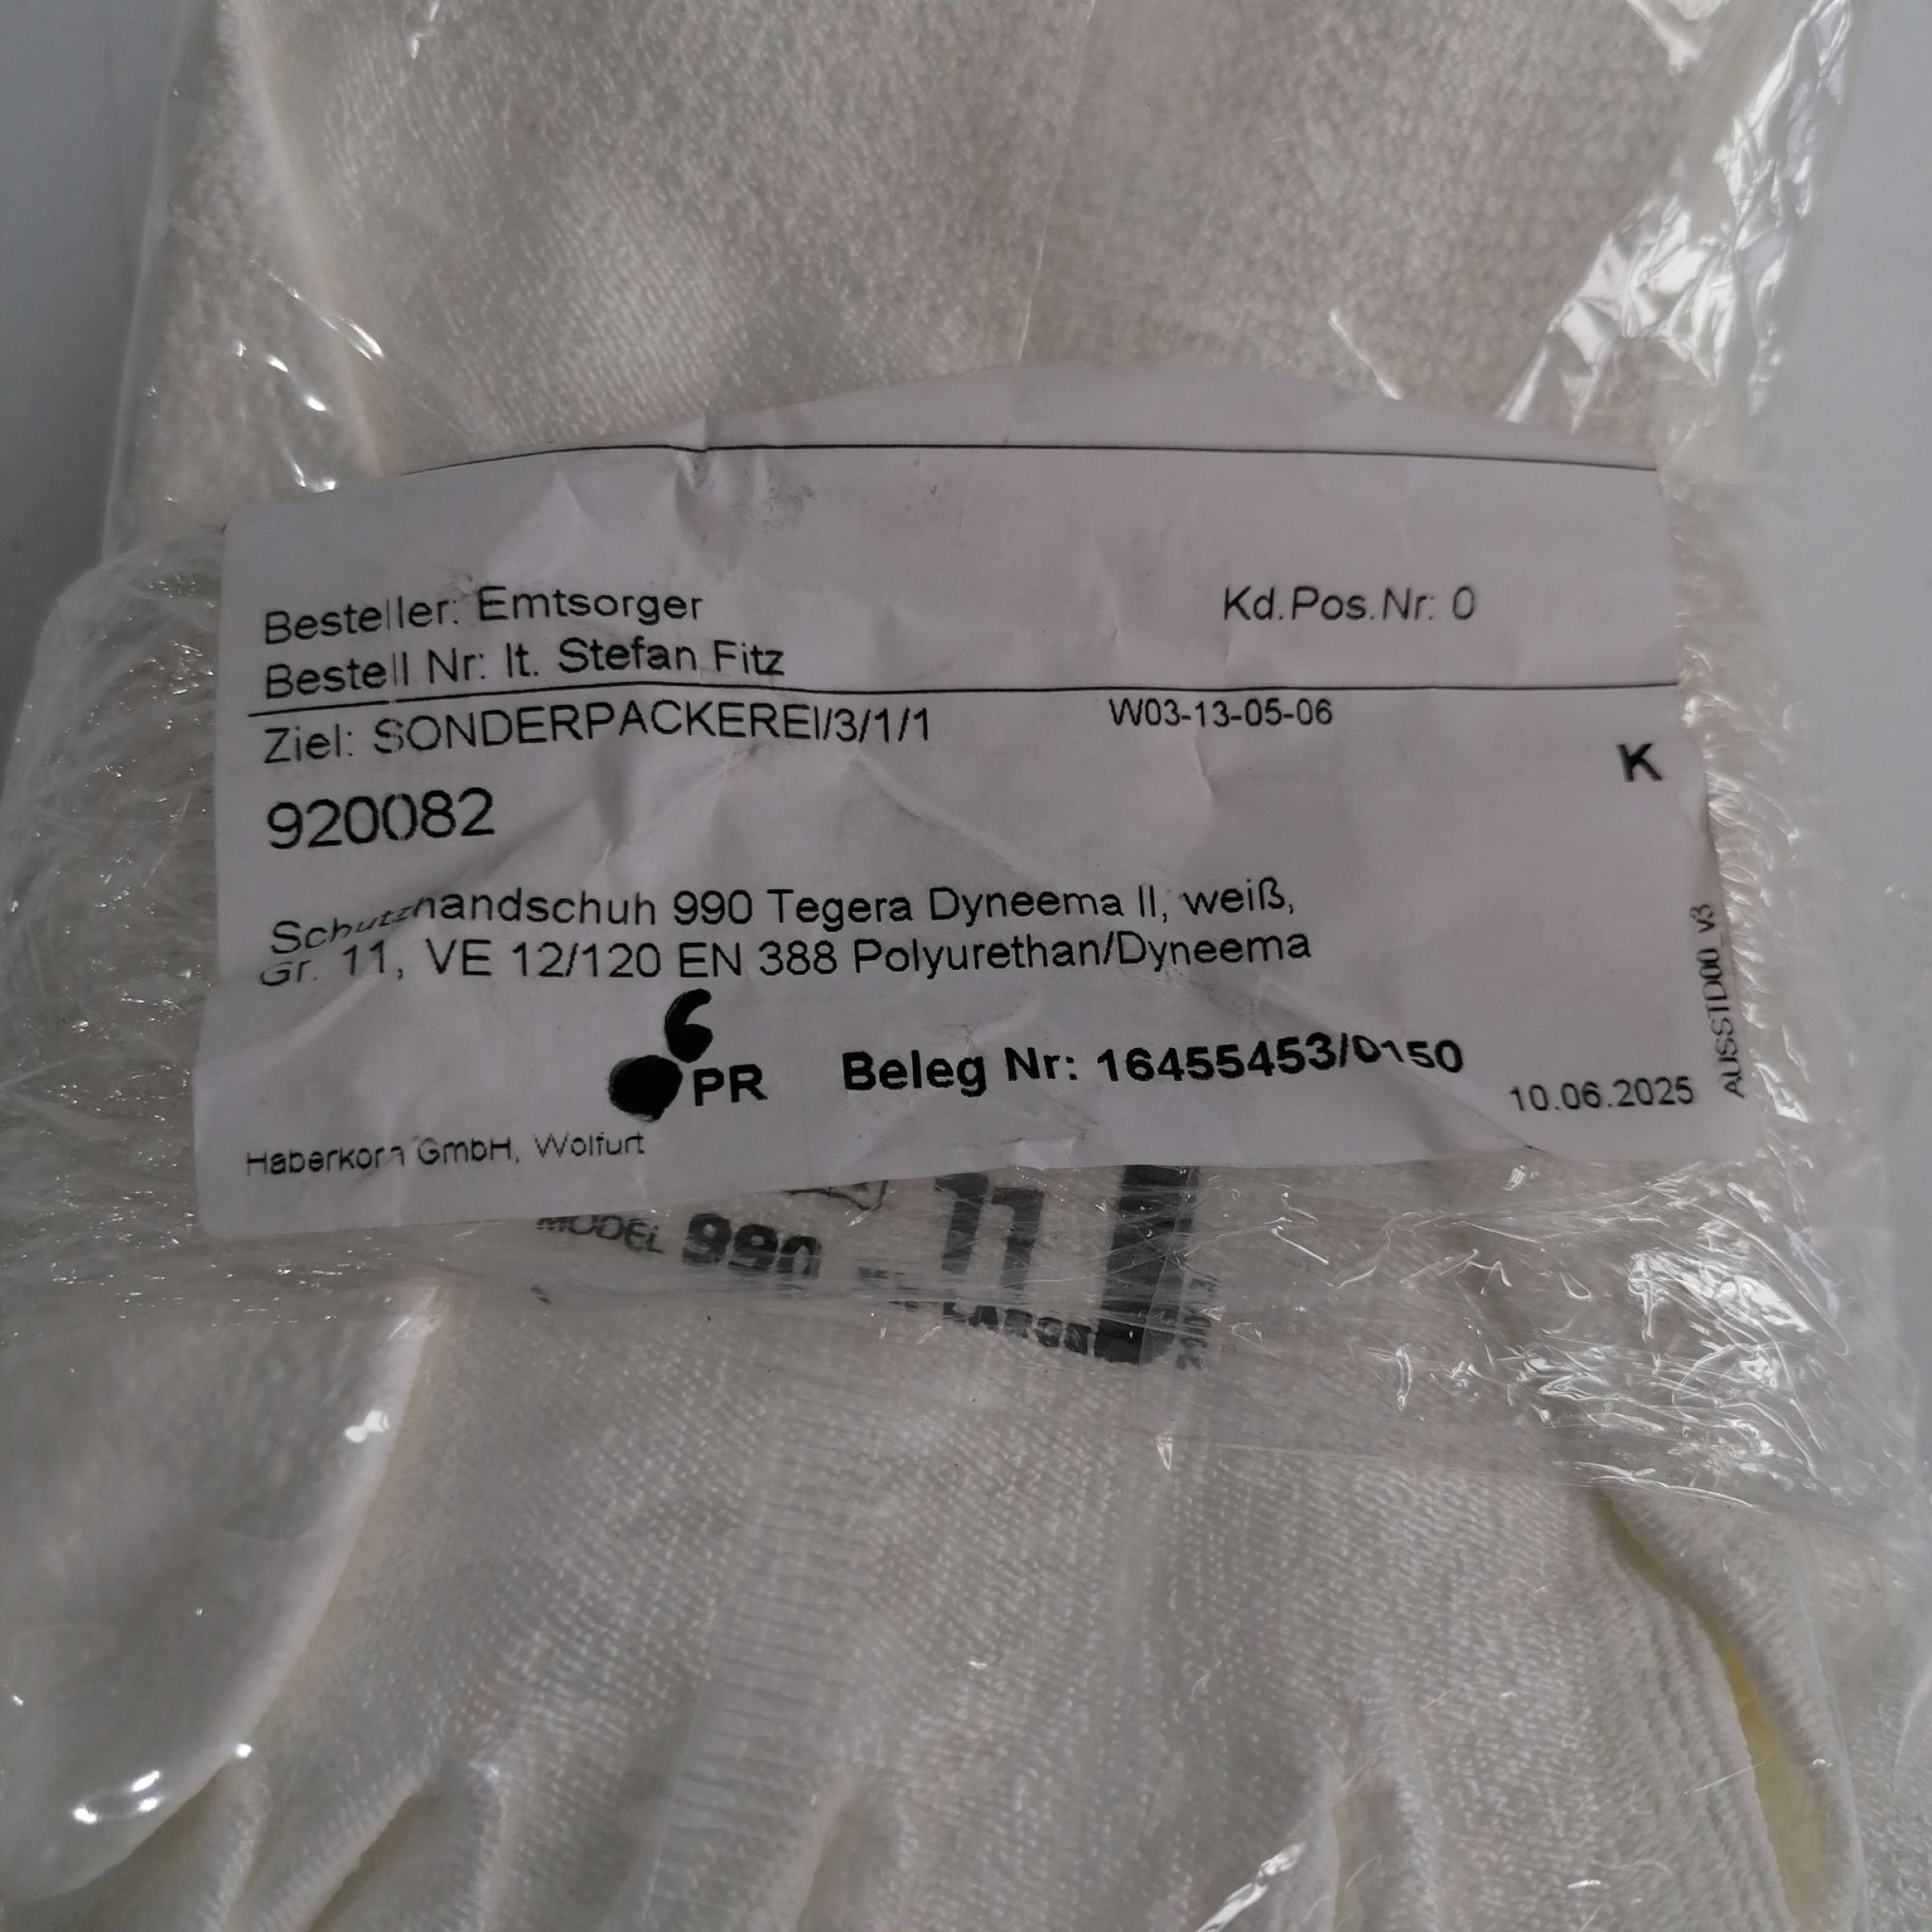 Besteller: Emtsorger Kd.Pos.Nr: 0
Bestell Nr: lt. Stefan Fitz
Ziel: SONDERPACKEREI/3/1/1 W03-13-05-06
K
920082
Schutzhandschuh 990 Tegera Dyneema II, weiß,
Gr. 11, VE 12/120 EN 388 Polyurethan/Dyneema
6
PR Beleg Nr: 16455453/0150
10.06.2025
AUSSTD00_v3
Haberkorn GmbH, Wolfurt
MODEL 990 11
LARGE